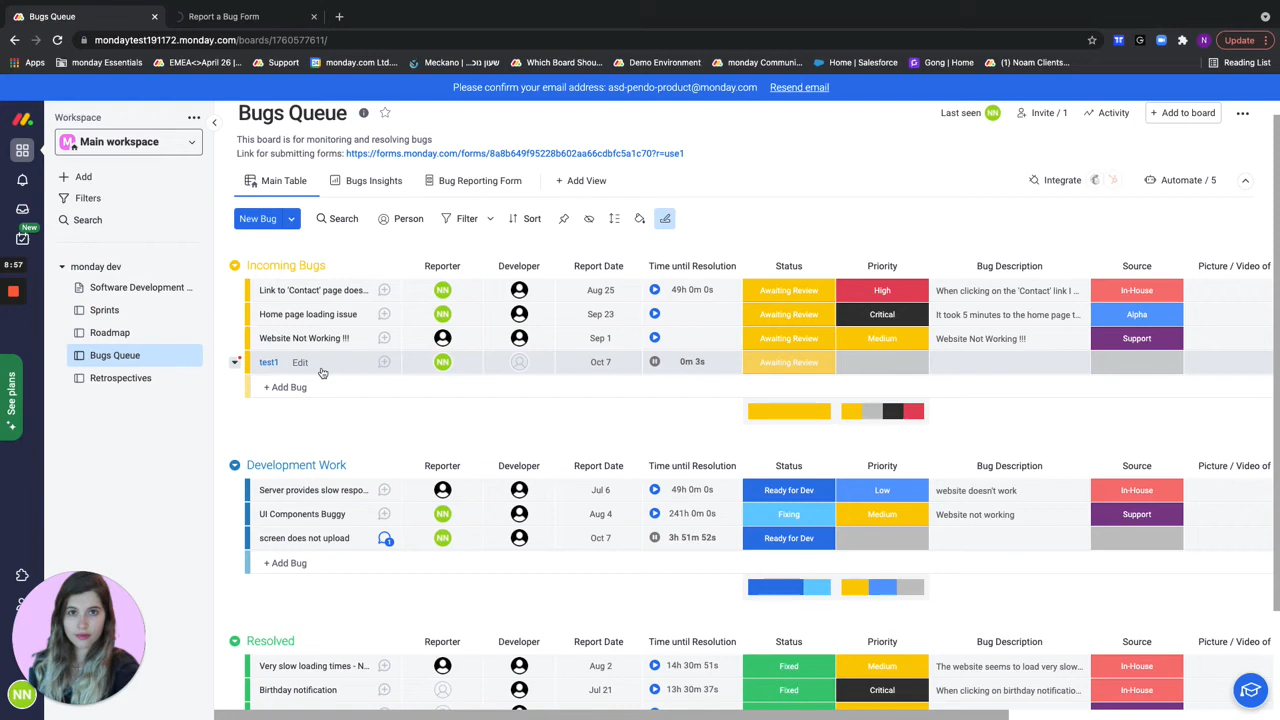 Bugs Queue
Report a Bug Form
mondaytest191172.monday.com/boards/1760577611/
N
Update
Apps
monday Essentials
EMEA<>April 26 |...
Support
monday.com Ltd....
Meckano | שעון נוכ...
Which Board Shou...
Demo Environment
monday Communi...
Home | Salesforce
Gong | Home
(1) Noam Clients...
Reading List
Please confirm your email address: asd-pendo-product@monday.com Resend email
Workspace
M Main workspace
Add
Filters
Search
New
8:57
See plans
monday dev
Software Development ...
Sprints
Roadmap
Bugs Queue
Retrospectives
NN
Bugs Queue
Last seen NN
Invite / 1
Activity
+ Add to board
This board is for monitoring and resolving bugs
Link for submitting forms: https://forms.monday.com/forms/8a8b649f95228b602aa66cdbfc5a1c70?r=use1
Main Table
Bugs Insights
Bug Reporting Form
+ Add View
Integrate
Automate / 5
New Bug
Search
Person
Filter
Sort
Incoming Bugs Reporter Developer Report Date Time until Resolution Status Priority Bug Description Source Picture / Video of
Link to 'Contact' page does... NN Aug 25 49h 0m 0s Awaiting Review High When clicking on the 'Contact' link I ... In-House
Home page loading issue NN Sep 23 Awaiting Review Critical It took 5 minutes to the home page t... Alpha
Website Not Working !!! Sep 1 Awaiting Review Medium Website Not Working !!! Support
test1 Edit NN Oct 7 0m 3s Awaiting Review
+ Add Bug
Development Work Reporter Developer Report Date Time until Resolution Status Priority Bug Description Source Picture / Video of
Server provides slow respo... Jul 6 49h 0m 0s Ready for Dev Low website doesn't work In-House
UI Components Buggy NN Aug 4 241h 0m 0s Fixing Medium Website not working Support
screen does not upload 1 NN Oct 7 3h 51m 52s Ready for Dev
+ Add Bug
Resolved Reporter Developer Report Date Time until Resolution Status Priority Bug Description Source Picture / Video of
Very slow loading times - N... Aug 2 14h 30m 51s Fixed Medium The website seems to load very slow... In-House
Birthday notification Jul 21 13h 30m 37s Fixed Critical When clicking on birthday notificatio... In-House